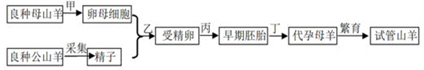 良种母山羊 甲 卵母细胞
乙 受精卵 丙 早期胚胎 丁 代孕母羊 繁育 试管山羊
良种公山羊 采集 精子